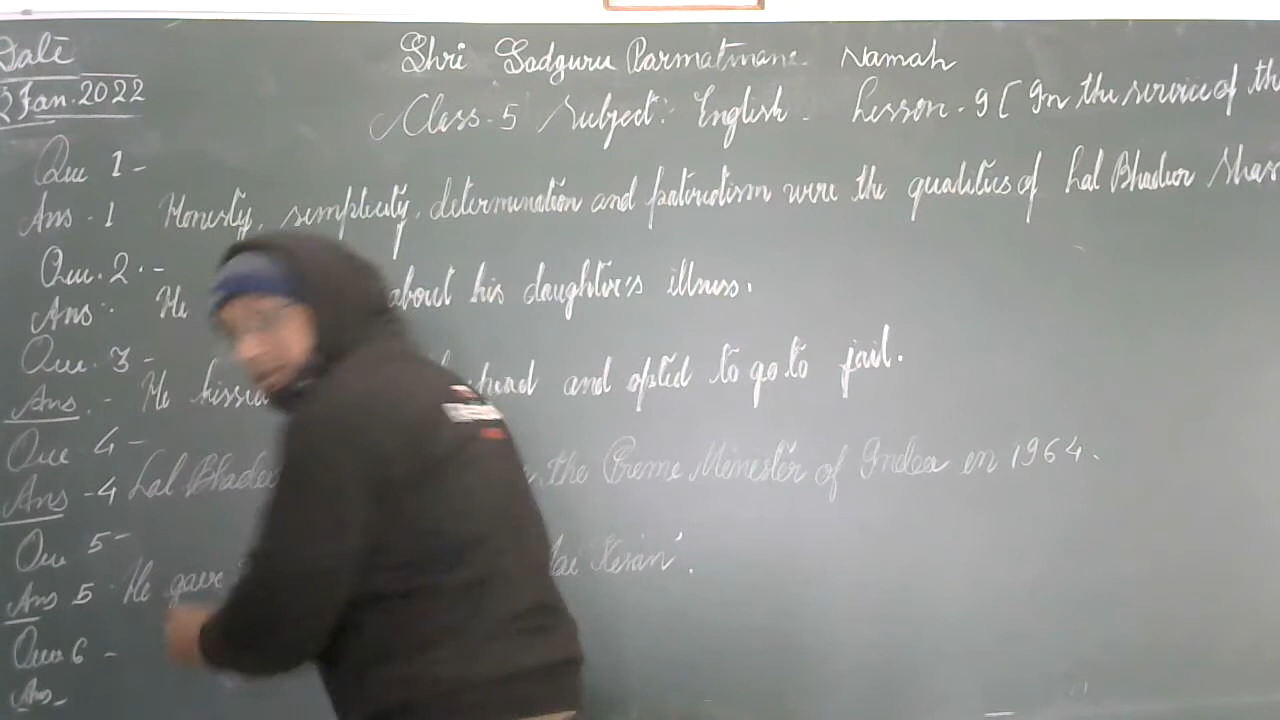 Date
2 Jan. 2022
Shri Sadguru Parmatmane Namah
Class-5 Subject: English. Lesson-9 ( In the service of the
Que 1-
Ans-1 Honesty, simplicity, determination and patriotism were the qualities of Lal Bhadur
Que. 2.-
Ans: He about his daughter's illness.
Que. 3-
Ans.- He head and opted to go to jail.
Que 4-
Ans-4 Lal the Prime Minister of India in 1964.
Que 5-
Ans 5 He gave Kisan'.
Que 6-
Ans-